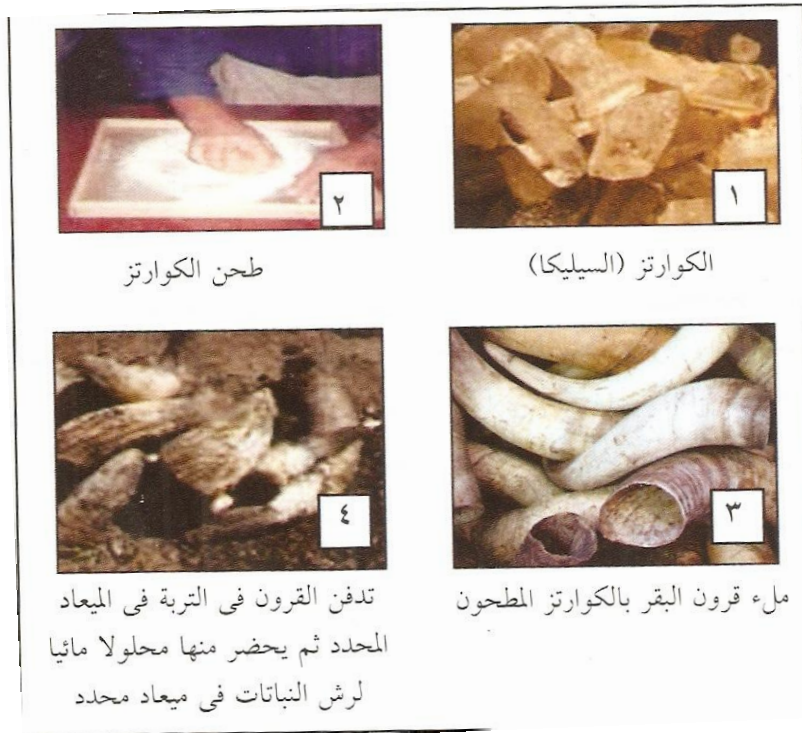 ١
الكوارتز (السيليكا)
٢
طحن الكوارتز
٣
ملء قرون البقر بالكوارتز المطحون
٤
تدفن القرون فى التربة فى الميعاد
المحدد ثم يحضر منها محلولا مائيا
لرش النباتات فى ميعاد محدد